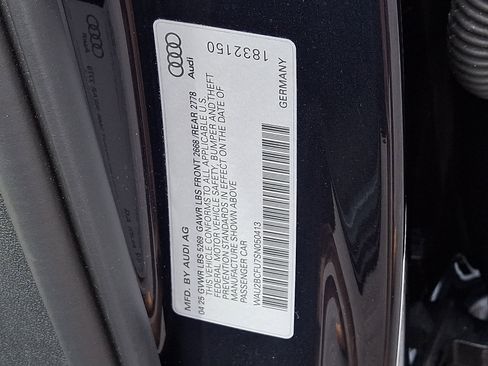 MFD. BY AUDI AG
04 25 GVWR LBS 5269 GAWR LBS FRONT 2668 /REAR 2778
THIS VEHICLE CONFORMS TO ALL APPLICABLE U.S.
FEDERAL MOTOR VEHICLE SAFETY, BUMPER AND THEFT
PREVENTION STANDARDS IN EFFECT ON THE DATE OF
MANUFACTURE SHOWN ABOVE
PASSENGER CAR
WAU2BCFU7SN050413
GERMANY
Audi
1832150